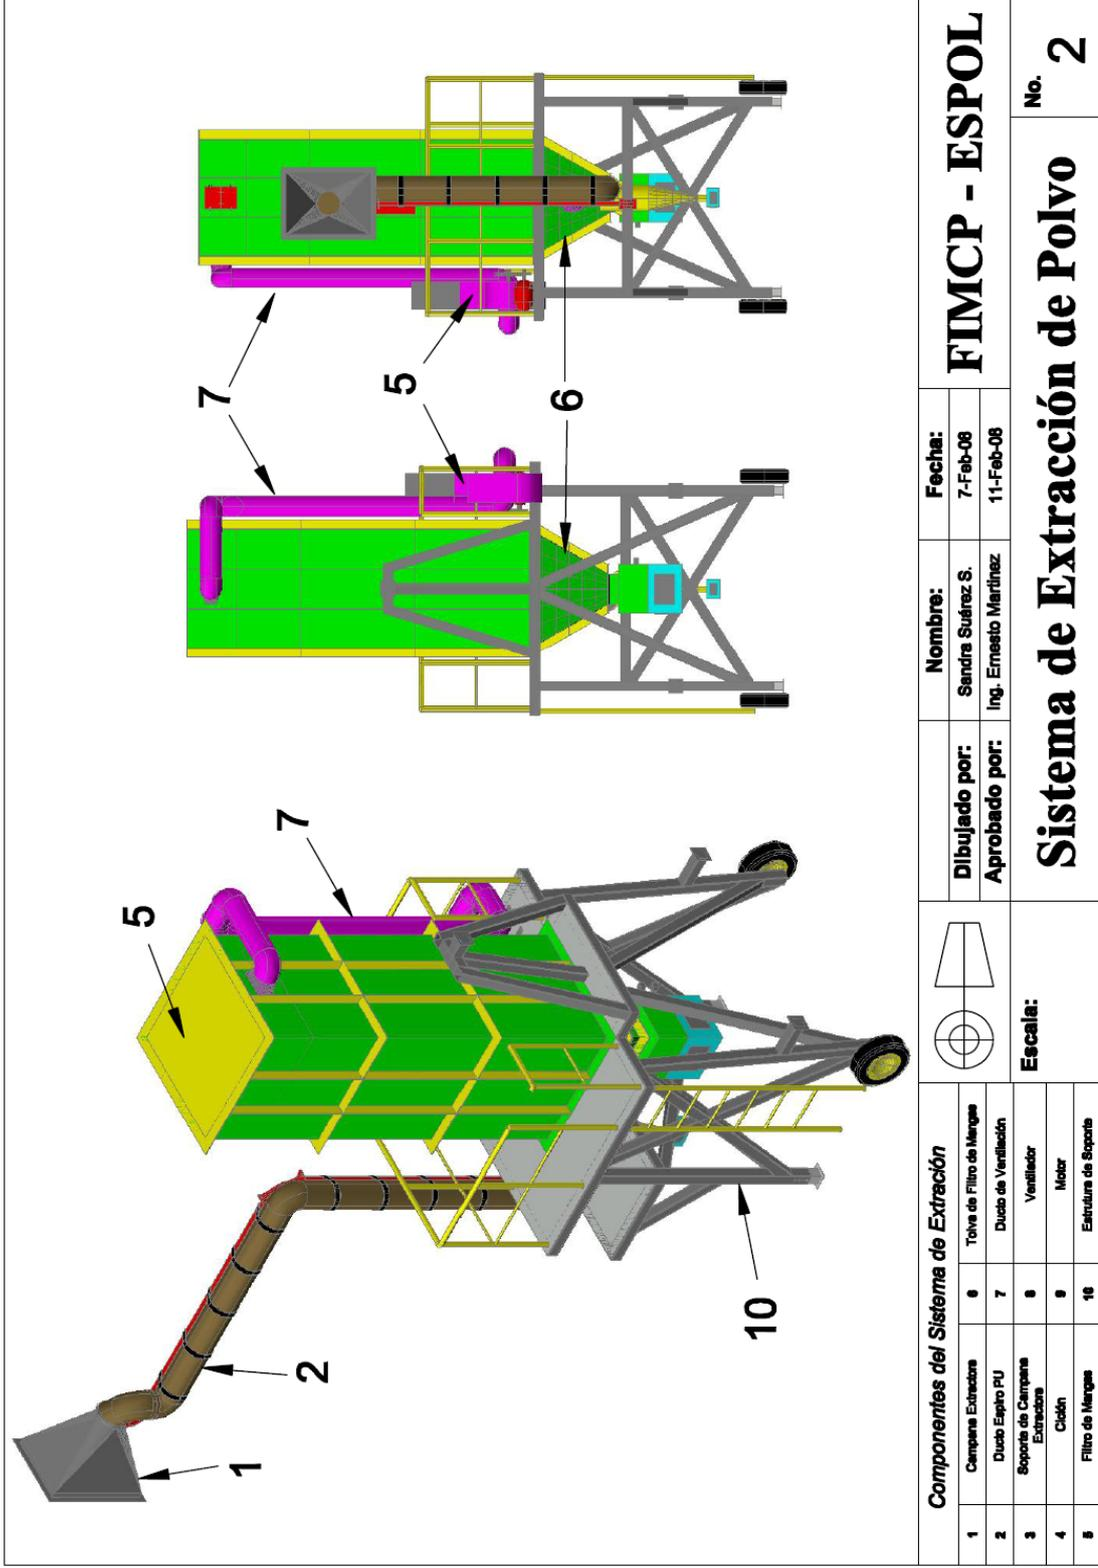 7
5
6
5
7
10
2
1
Componentes del Sistema de Extración
1 Campana Extractora 6 Tolva de Filtro de Mangas
2 Ducto Espiro PU 7 Ducto de Ventilación
3 Soporte de Campana Extractora 8 Ventilador
4 Ciclón 9 Motor
5 Filtro de Mangas 10 Estrutura de Soporte
Escala:
Nombre: Fecha:
Dibujado por: Sandra Suárez S. 7-Feb-08
Aprobado por: Ing. Ernesto Martínez 11-Feb-08
FIMCP - ESPOL
Sistema de Extracción de Polvo
No. 2